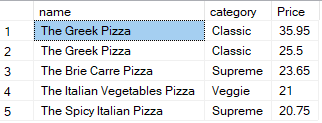 name category Price
1 The Greek Pizza Classic 35.95
2 The Greek Pizza Classic 25.5
3 The Brie Carre Pizza Supreme 23.65
4 The Italian Vegetables Pizza Veggie 21
5 The Spicy Italian Pizza Supreme 20.75